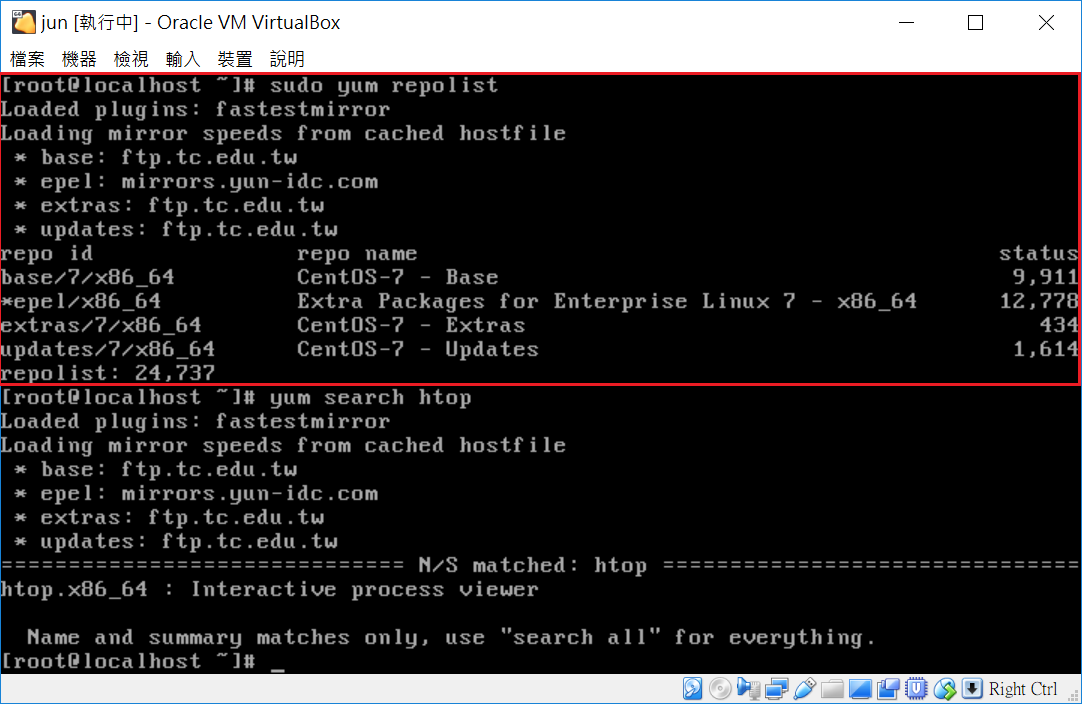 jun [執行中] - Oracle VM VirtualBox
檔案 機器 檢視 輸入 裝置 說明
[root@localhost ~]# sudo yum repolist
Loaded plugins: fastestmirror
Loading mirror speeds from cached hostfile
 * base: ftp.tc.edu.tw
 * epel: mirrors.yun-idc.com
 * extras: ftp.tc.edu.tw
 * updates: ftp.tc.edu.tw
repo id                repo name                                            status
base/7/x86_64          CentOS-7 - Base                                       9,911
*epel/x86_64           Extra Packages for Enterprise Linux 7 - x86_64       12,778
extras/7/x86_64        CentOS-7 - Extras                                       434
updates/7/x86_64       CentOS-7 - Updates                                    1,614
repolist: 24,737
[root@localhost ~]# yum search htop
Loaded plugins: fastestmirror
Loading mirror speeds from cached hostfile
 * base: ftp.tc.edu.tw
 * epel: mirrors.yun-idc.com
 * extras: ftp.tc.edu.tw
 * updates: ftp.tc.edu.tw
============================== N/S matched: htop ===============================
htop.x86_64 : Interactive process viewer

  Name and summary matches only, use "search all" for everything.
[root@localhost ~]# _
Right Ctrl